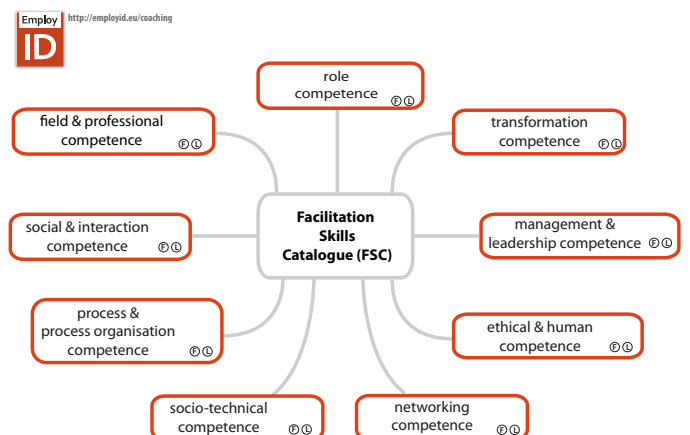 Employ
ID
http://employid.eu/coaching
role
competence
Ⓕ Ⓛ
field & professional
competence
Ⓕ Ⓛ
transformation
competence
Ⓕ Ⓛ
Facilitation
Skills
Catalogue (FSC)
social & interaction
competence
Ⓕ Ⓛ
management &
leadership competence Ⓕ Ⓛ
process &
process organisation
competence
Ⓕ Ⓛ
ethical & human
competence
Ⓕ Ⓛ
socio-technical
competence
Ⓕ Ⓛ
networking
competence
Ⓕ Ⓛ